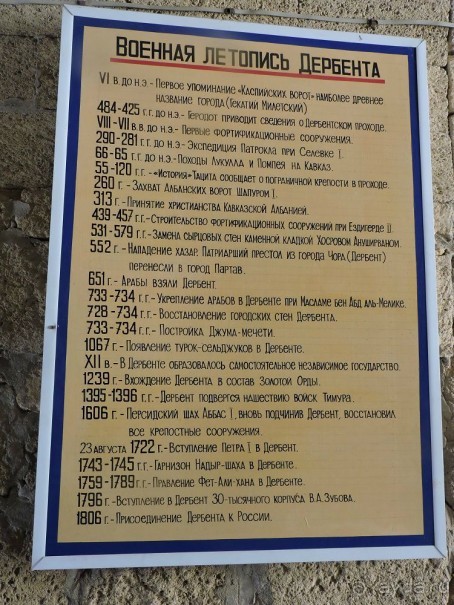 Военная летопись Дербента
VI в. до н.э - Первое упоминание «Каспийских ворот» наиболее древнее
название города (Гекатий Милетский)
484-425 г.г. до н.э.- Геродот приводит сведения о Дербентском проходе.
VIII-VII в.в. до н.э.- Первые фортификационные сооружения.
290-281 г.г. до н.э.- Экспедиция Патрокла при Селевке I.
66-65 г.г. до н.э.-Походы Лукулла и Помпея на Кавказ.
55-120 г.г.- «История» Тацита сообщает о пограничной крепости в проходе.
260 г.- Захват Албанских ворот Шапуром I.
313 г.- Принятие христианства Кавказской Албанией.
439-457 г.г.-Строительство фортификационных сооружений при Ездигерде II.
531-579 г.г.- Замена сырцовых стен каменной кладкой Хосровом Ануширваном.
552 г.- Нападение хазар. Патриарший престол из города Чора (Дербент)
перенесли в город Партав.
651 г.- Арабы взяли Дербент.
733-734 г.г.- Укрепление арабов в Дербенте при Масламе бен Абд аль-Мелике.
728-734 г.г.- Восстановление городских стен Дербента.
733-734 г.г.- Постройка Джума-мечети.
1067 г.- Появление турок-сельджуков в Дербенте.
XII в.- В Дербенте образовалось самостоятельное независимое государство.
1239 г.- Вхождение Дербента в состав Золотой Орды.
1395-1396 г.г.-Дербент подвергся нашествию войск Тимура.
1606 г.- Персидский шах Аббас I, вновь подчинив Дербент, восстановил
все крепостные сооружения.
23 августа 1722 г.- Вступление Петра I в Дербент.
1743-1745 г.г.- Гарнизон Надыр-шаха в Дербенте.
1759-1789 г.г.- Правление Фет-Али-хана в Дербенте.
1796 г.- Вступление в Дербент 30-тысячного корпуса В.А.Зубова.
1806 г.- Присоединение Дербента к России.